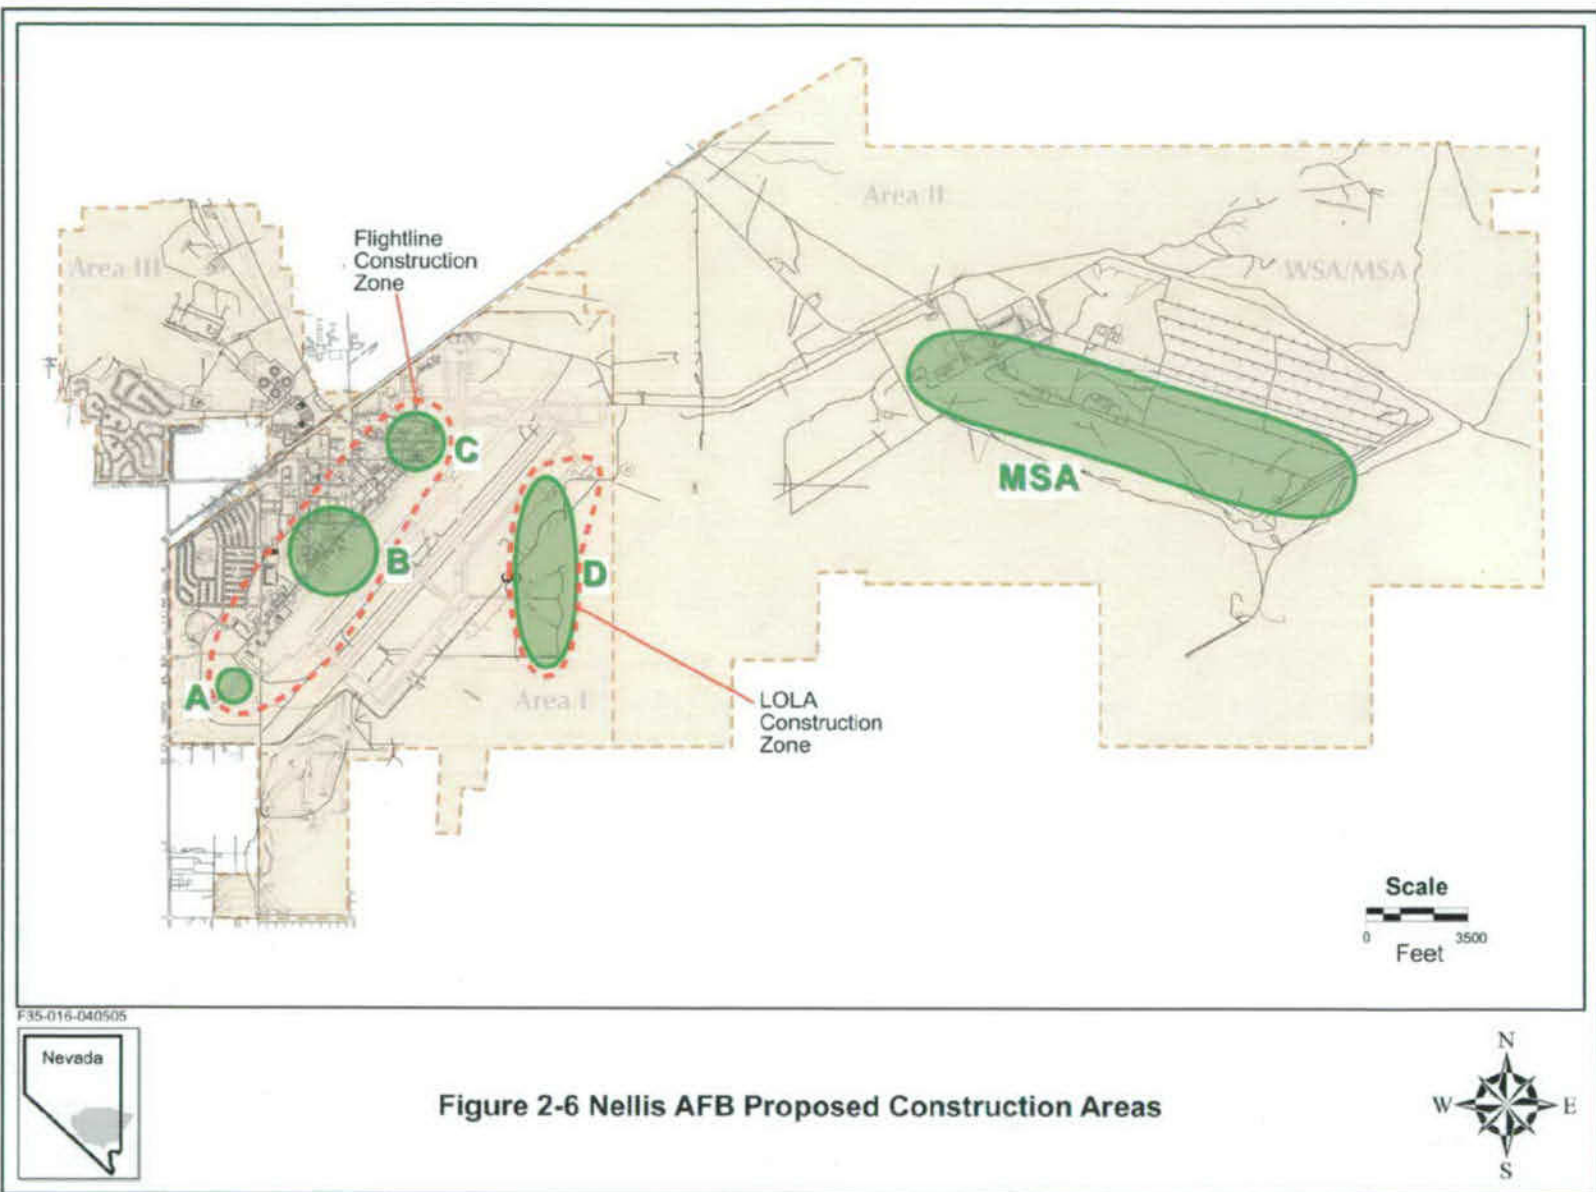 Area II
Flightline
Construction
Zone
Area III
WSA/MSA
C
MSA
B
D
A
Area I
LOLA
Construction
Zone
Scale
0 3500
Feet
F35-016-040505
Nevada
Figure 2-6 Nellis AFB Proposed Construction Areas
N
W E
S